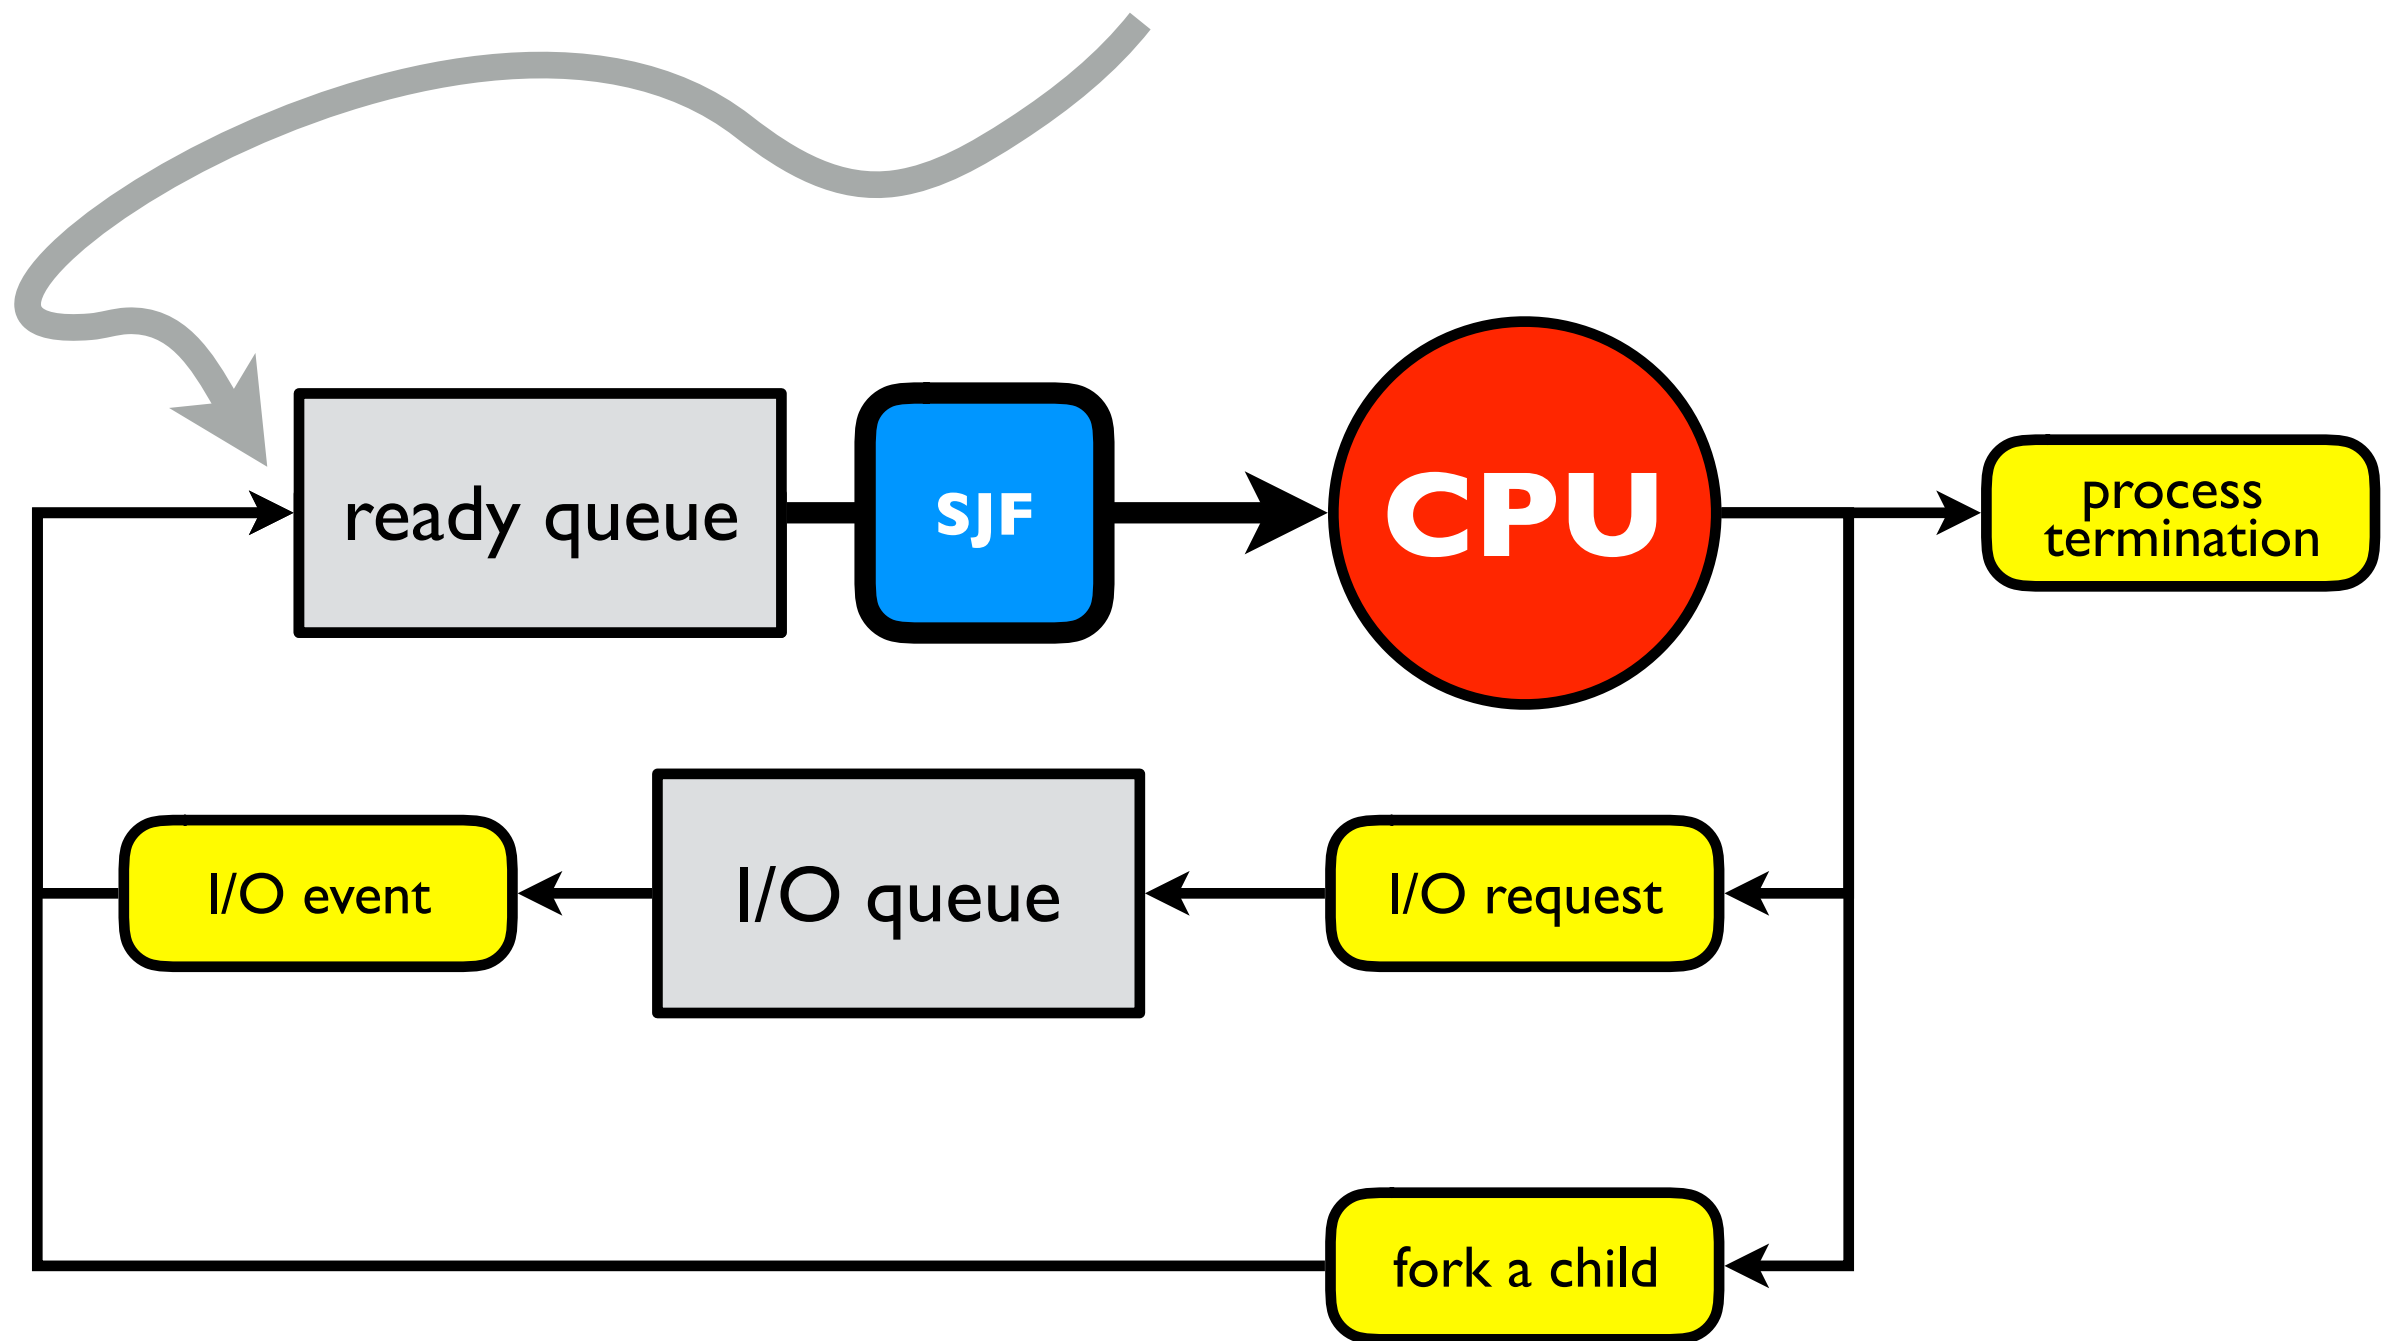 ready queue
SJF
CPU
process
termination
I/O event
I/O queue
I/O request
fork a child